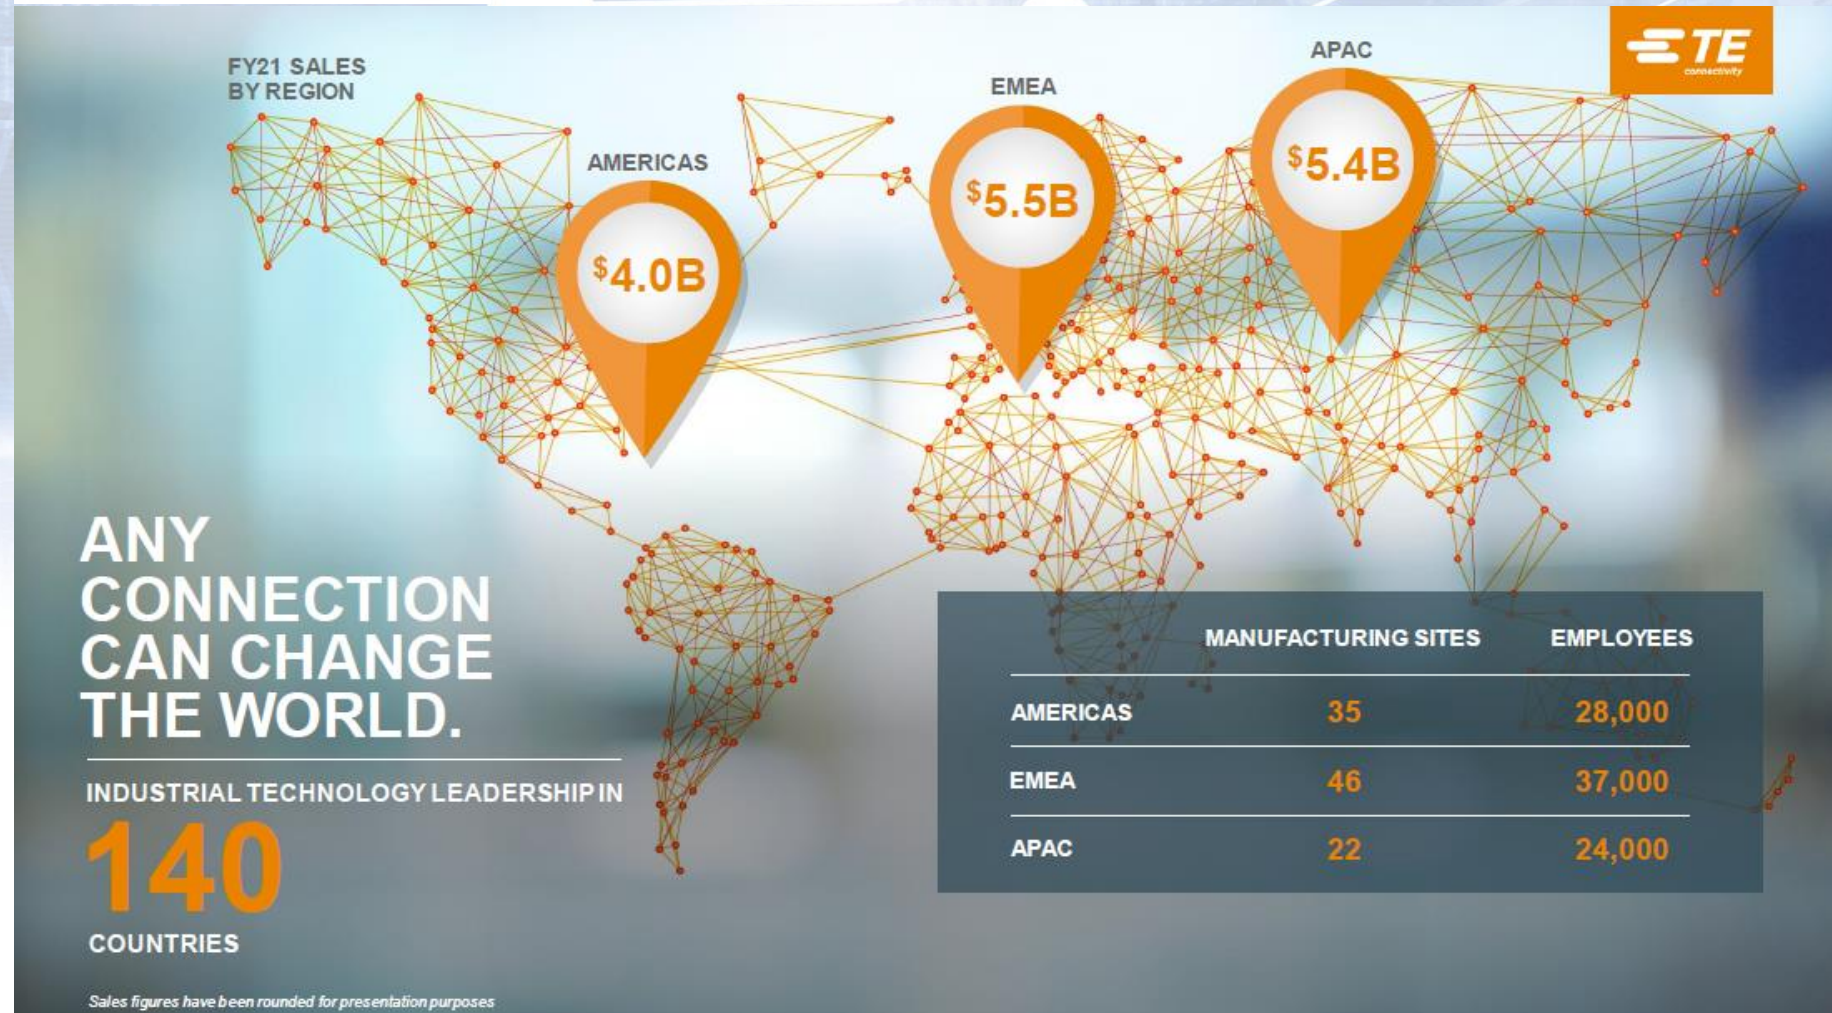 FY21 SALES
BY REGION
AMERICAS
$4.0B
EMEA
$5.5B
APAC
$5.4B
TE
connectivity
ANY
CONNECTION
CAN CHANGE
THE WORLD.
INDUSTRIAL TECHNOLOGY LEADERSHIP IN
140
COUNTRIES
Sales figures have been rounded for presentation purposes
MANUFACTURING SITES EMPLOYEES
AMERICAS 35 28,000
EMEA 46 37,000
APAC 22 24,000